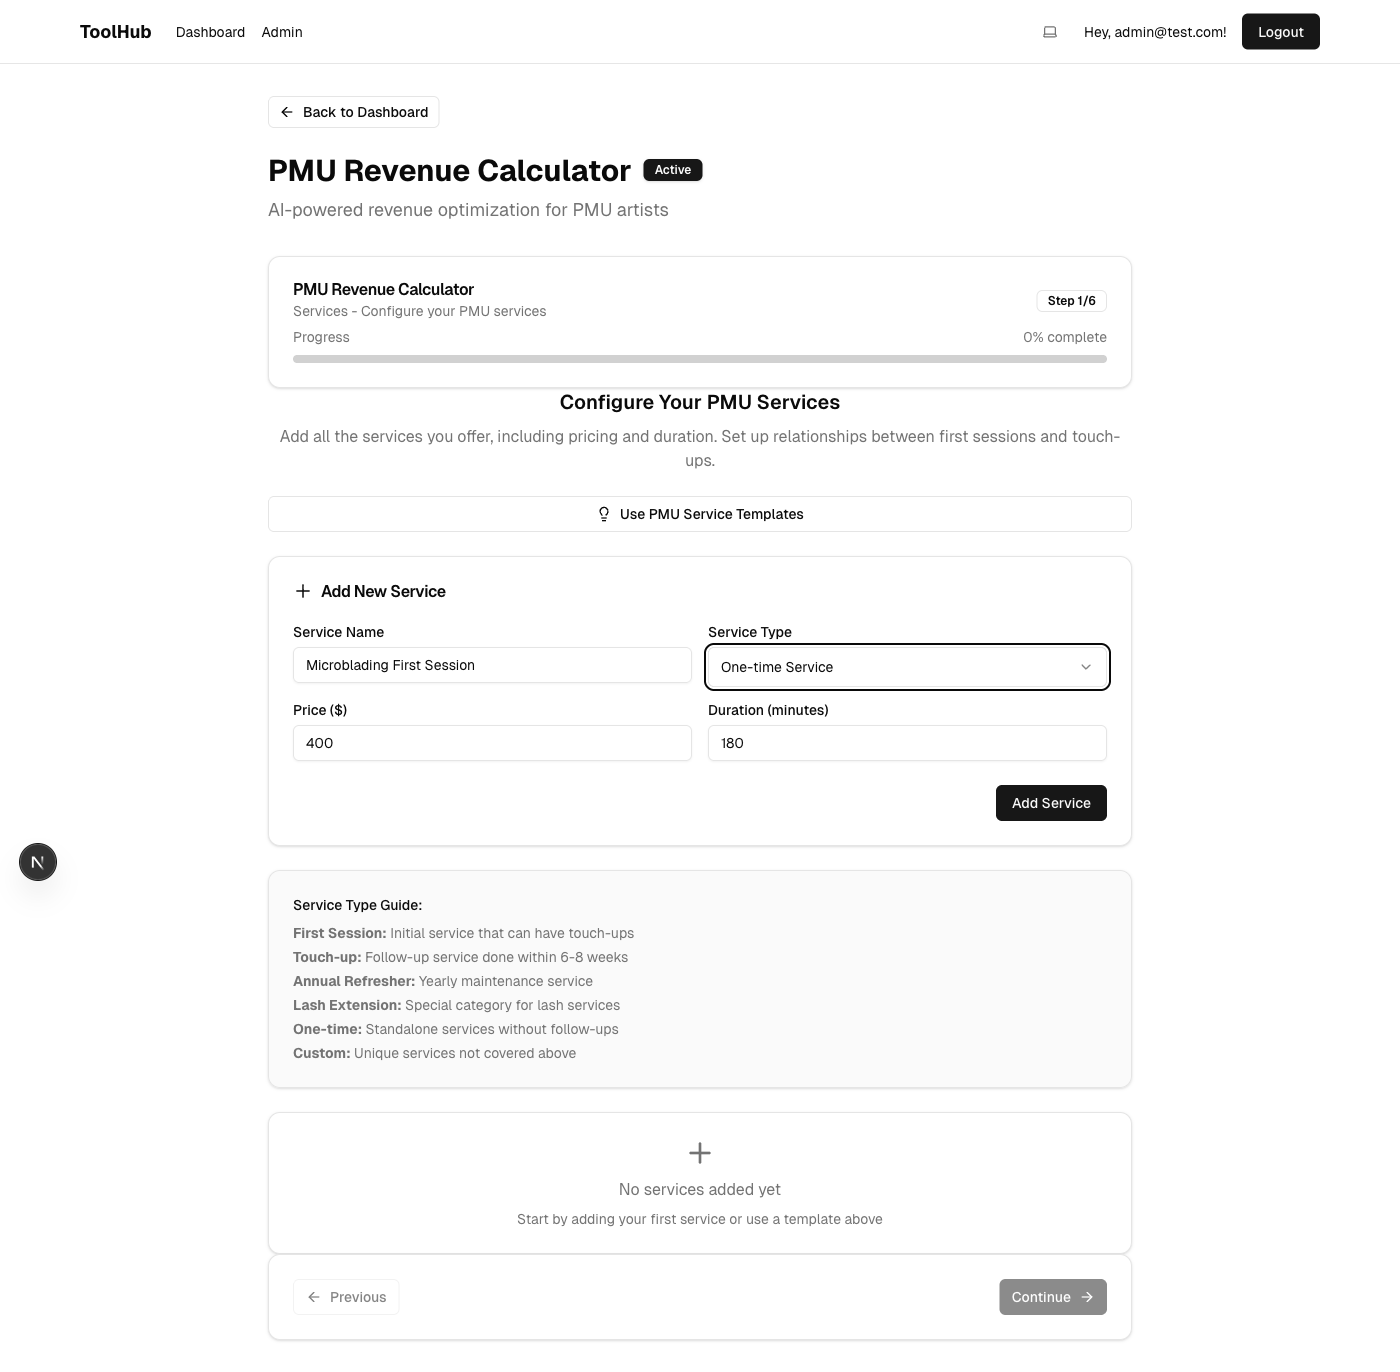 ToolHub Dashboard Admin Hey, admin@test.com! Logout
Back to Dashboard
PMU Revenue Calculator Active
AI-powered revenue optimization for PMU artists
PMU Revenue Calculator
Services - Configure your PMU services
Step 1/6
Progress 0% complete
Configure Your PMU Services
Add all the services you offer, including pricing and duration. Set up relationships between first sessions and touch-
ups.
Use PMU Service Templates
Add New Service
Service Name Service Type
Microblading First Session One-time Service
Price ($) Duration (minutes)
400 180
Add Service
N
Service Type Guide:
First Session: Initial service that can have touch-ups
Touch-up: Follow-up service done within 6-8 weeks
Annual Refresher: Yearly maintenance service
Lash Extension: Special category for lash services
One-time: Standalone services without follow-ups
Custom: Unique services not covered above
No services added yet
Start by adding your first service or use a template above
Previous Continue